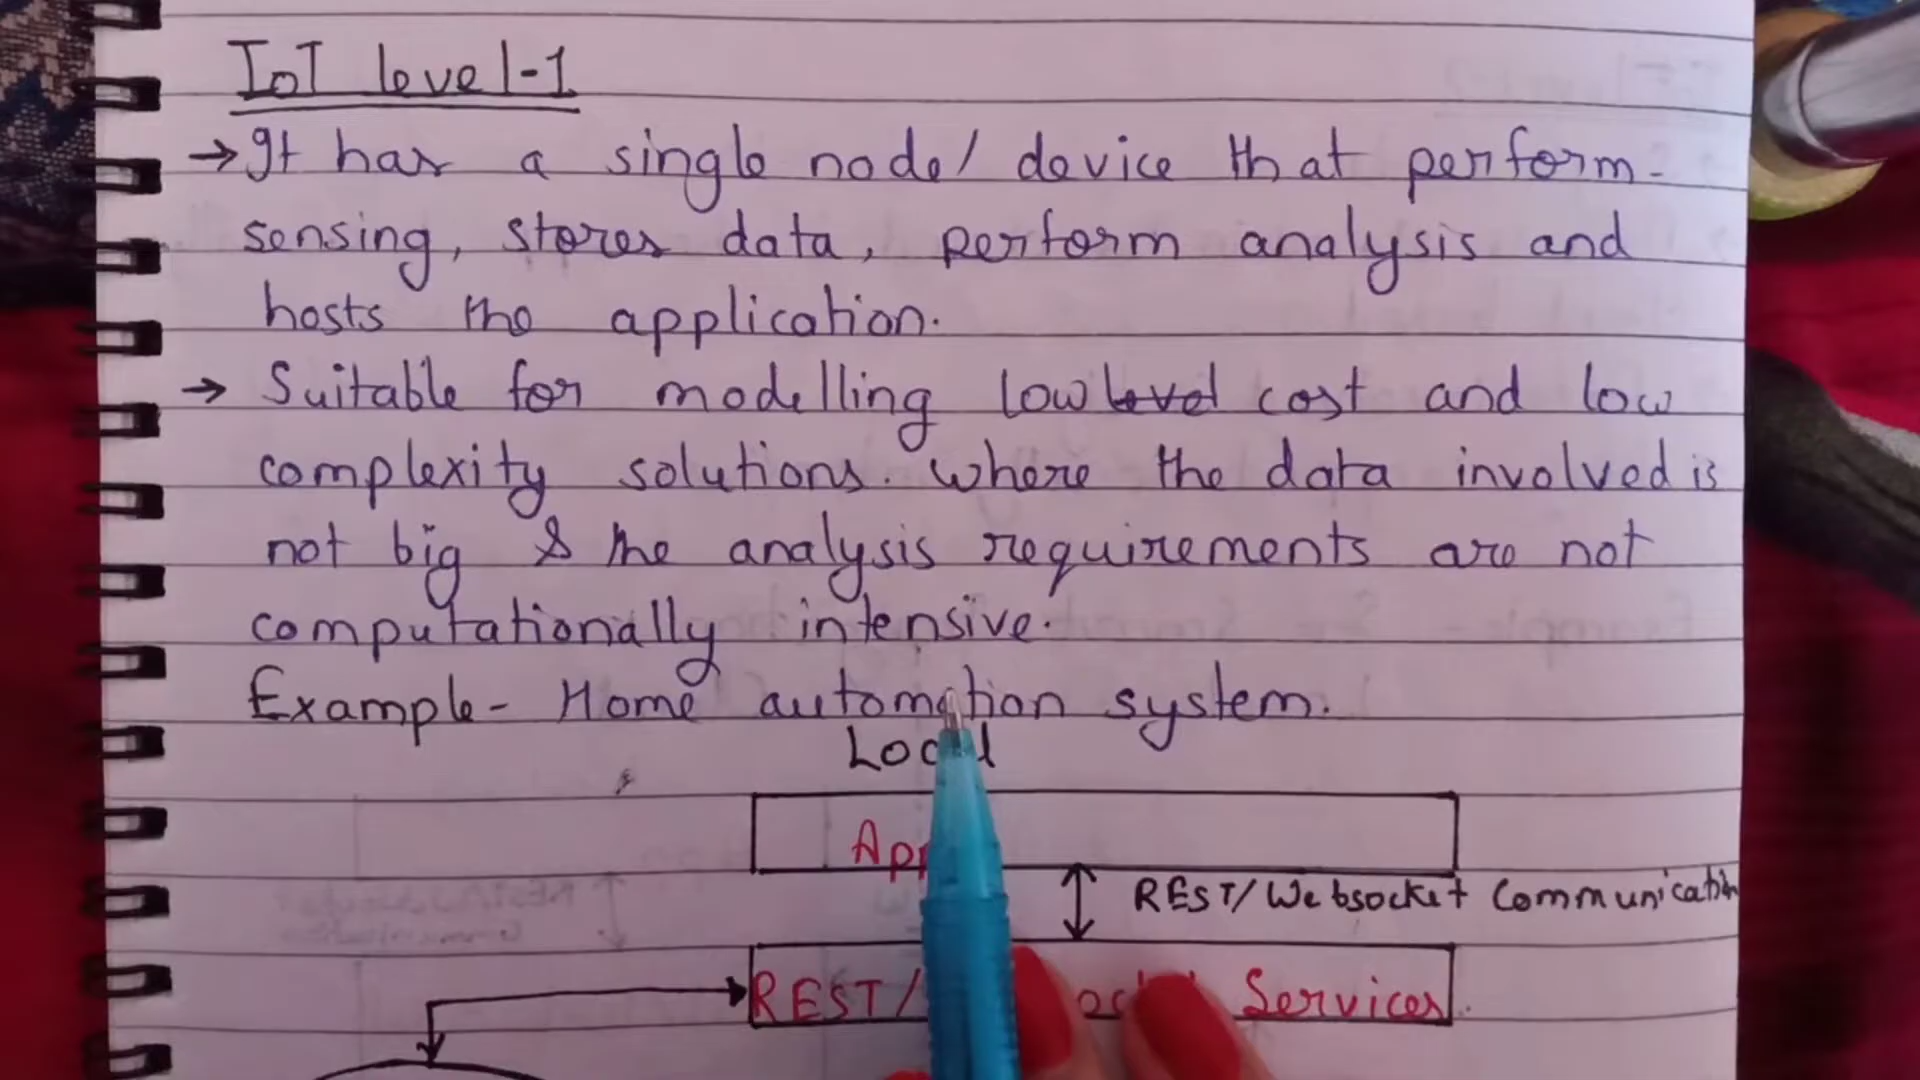 IoT level-1
→ It has a single node/ device that perform-
sensing, stores data, perform analysis and
hosts the application.
→ Suitable for modelling low level cost and low
complexity solutions. where the data involved is
not big & the analysis requirements are not
computationally intensive.
Example- Home automation system.
Local
App
REST/Websocket Communication
REST/ Services